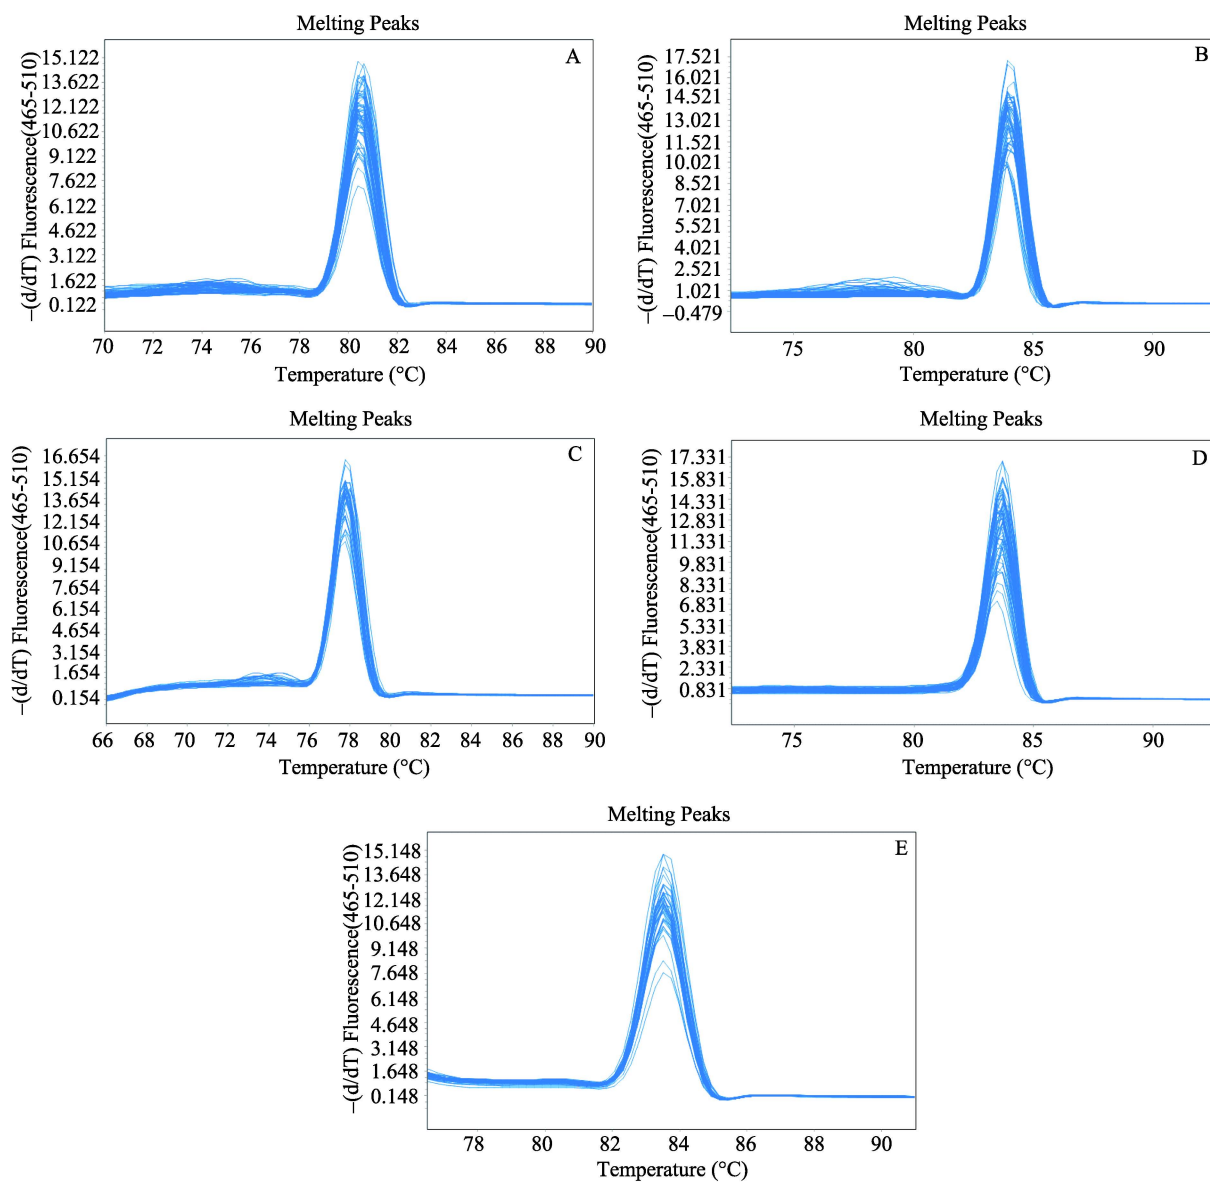 Melting Peaks
A
–(d/dT) Fluorescence(465-510)
15.122
13.622
12.122
10.622
9.122
7.622
6.122
4.622
3.122
1.622
0.122
70 72 74 76 78 80 82 84 86 88 90
Temperature (°C)
Melting Peaks
B
–(d/dT) Fluorescence(465-510)
17.521
16.021
14.521
13.021
11.521
10.021
8.521
7.021
5.521
4.021
2.521
1.021
–0.479
75 80 85 90
Temperature (°C)
Melting Peaks
C
–(d/dT) Fluorescence(465-510)
16.654
15.154
13.654
12.154
10.654
9.154
7.654
6.154
4.654
3.154
1.654
0.154
66 68 70 72 74 76 78 80 82 84 86 88 90
Temperature (°C)
Melting Peaks
D
–(d/dT) Fluorescence(465-510)
17.331
15.831
14.331
12.831
11.331
9.831
8.331
6.831
5.331
3.831
2.331
0.831
75 80 85 90
Temperature (°C)
Melting Peaks
E
–(d/dT) Fluorescence(465-510)
15.148
13.648
12.148
10.648
9.148
7.648
6.148
4.648
3.148
1.648
0.148
78 80 82 84 86 88 90
Temperature (°C)